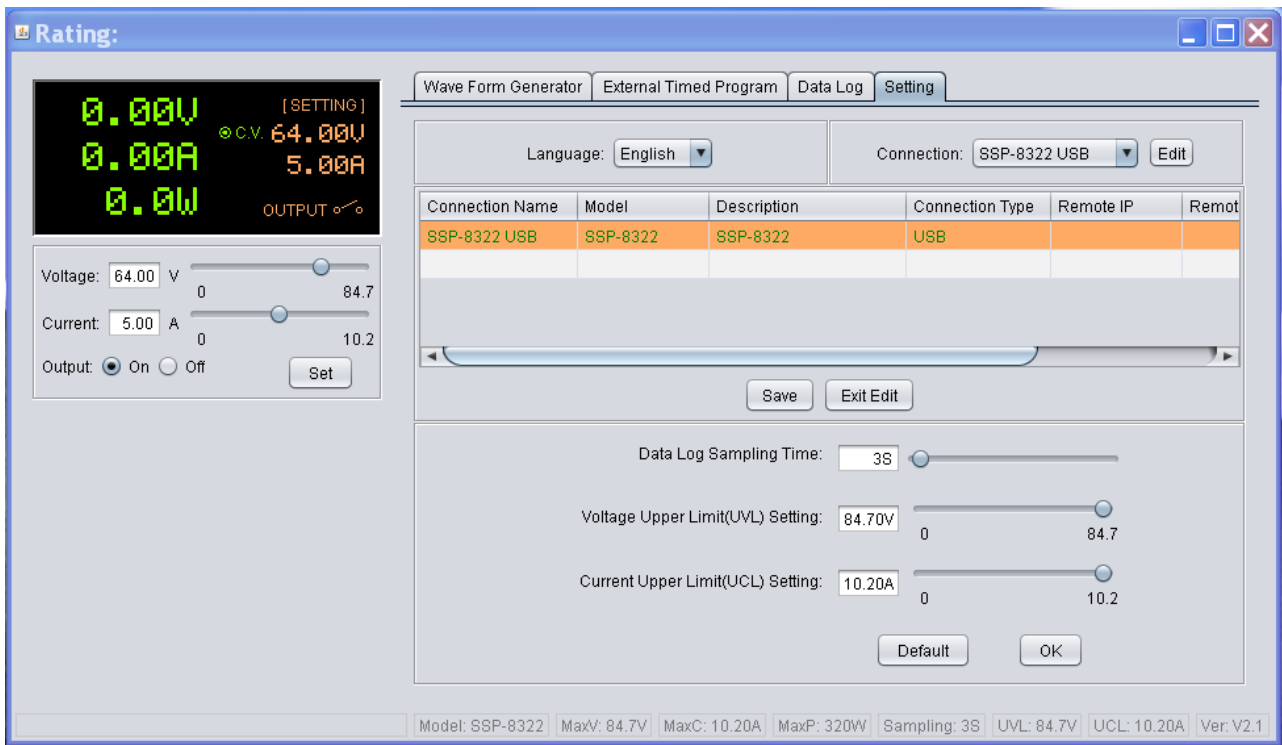 Rating:
0.00V
[SETTING]
C.V. 64.00V
0.00A
5.00A
0.0W
OUTPUT
Voltage: 64.00 V
0 84.7
Current: 5.00 A
0 10.2
Output: On Off
Set
Wave Form Generator External Timed Program Data Log Setting
Language: English Connection: SSP-8322 USB Edit
Connection Name Model Description Connection Type Remote IP Remot
SSP-8322 USB SSP-8322 SSP-8322 USB
Save Exit Edit
Data Log Sampling Time: 3S
Voltage Upper Limit(UVL) Setting: 84.70V
0 84.7
Current Upper Limit(UCL) Setting: 10.20A
0 10.2
Default OK
Model: SSP-8322 MaxV: 84.7V MaxC: 10.20A MaxP: 320W Sampling: 3S UVL: 84.7V UCL: 10.20A Ver: V2.1